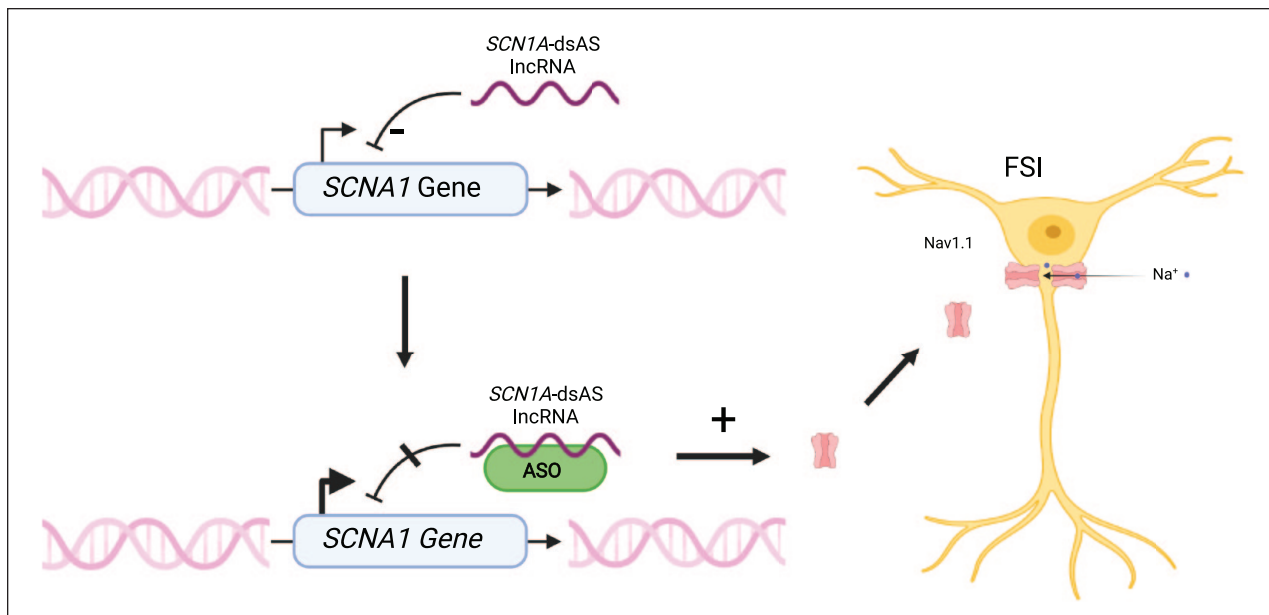 SCN1A-dsAS
lncRNA
-
SCNA1 Gene
FSI
Nav1.1
Na⁺
SCN1A-dsAS
lncRNA
+
ASO
SCNA1 Gene